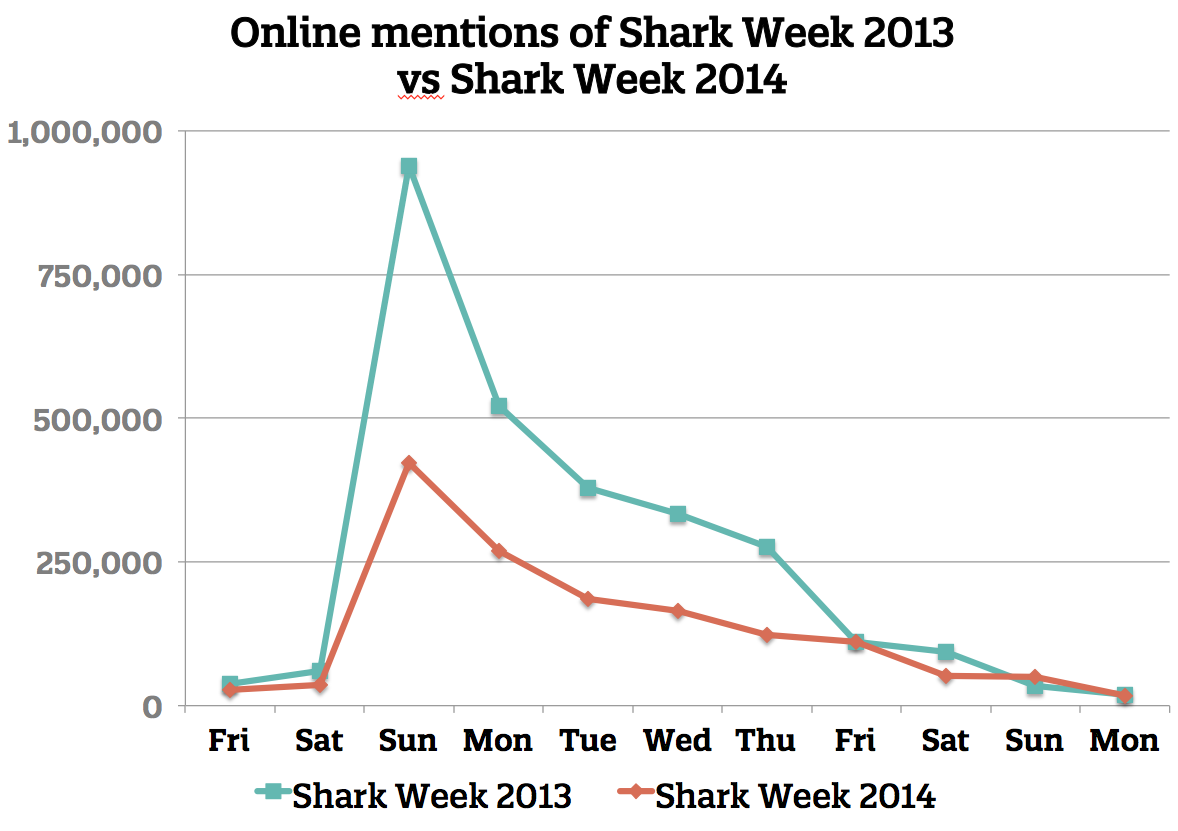 Online mentions of Shark Week 2013
vs Shark Week 2014
1,000,000
750,000
500,000
250,000
0
Fri Sat Sun Mon Tue Wed Thu Fri Sat Sun Mon
Shark Week 2013 Shark Week 2014